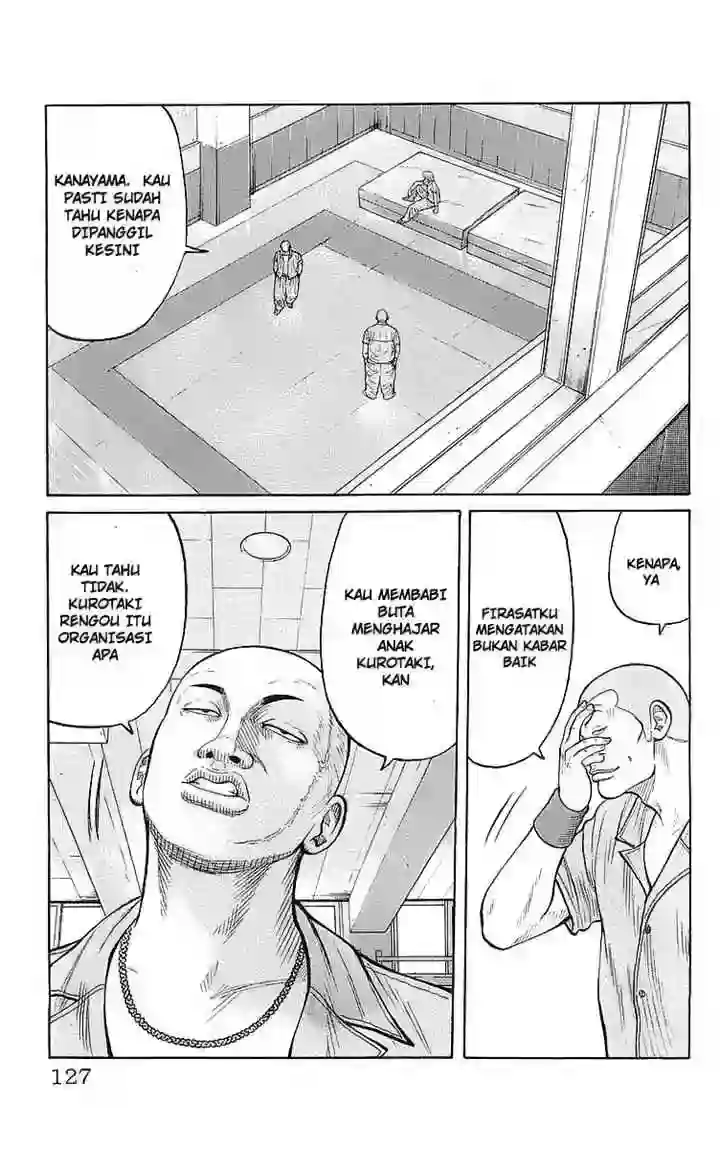 KANAYAMA. KAU
PASTI SUDAH
TAHU KENAPA
DIPANGGIL
KESINI
KENAPA,
YA
FIRASATKU
MENGATAKAN
BUKAN KABAR
BAIK
KAU MEMBABI
BUTA
MENGHAJAR
ANAK
KUROTAKI,
KAN
KAU TAHU
TIDAK.
KUROTAKI
RENGOU ITU
ORGANISASI
APA
127